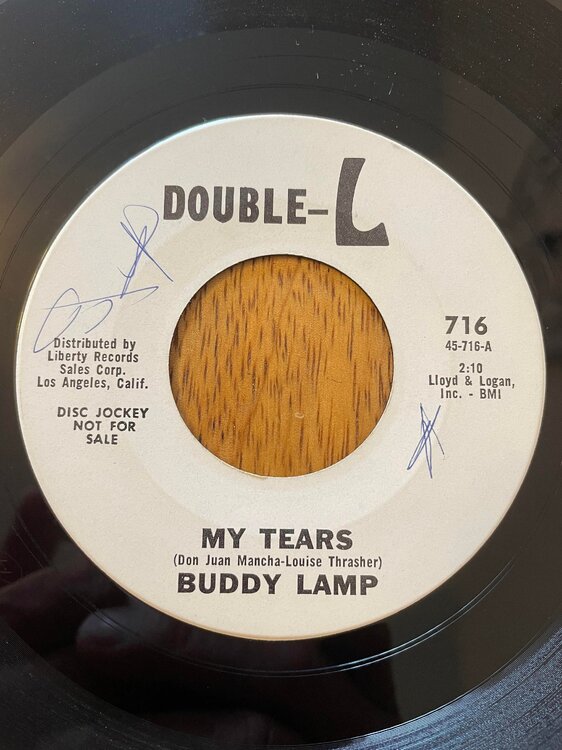 DOUBLE-L
Distributed by
Liberty Records
Sales Corp.
Los Angeles, Calif.
DISC JOCKEY
NOT FOR
SALE
716
45-716-A
2:10
Lloyd & Logan,
Inc. - BMI
MY TEARS
(Don Juan Mancha-Louise Thrasher)
BUDDY LAMP